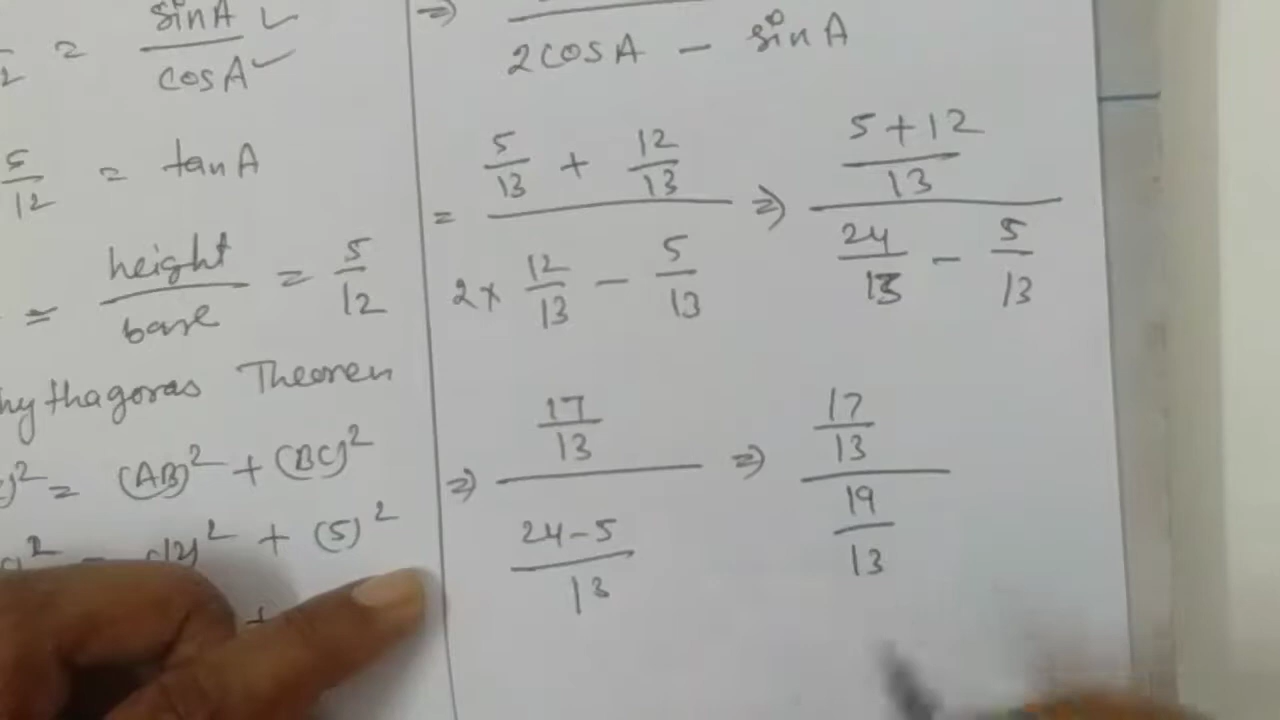 = sinA
cosA
5/12 = tanA
= height/base = 5/12
Theorem
= (AB)² + (BC)²
+ (5)²
⇒
2cosA - sinA
= (5/13 + 12/13) / (2 × 12/13 - 5/13) ⇒ ((5+12)/13) / (24/13 - 5/13)
⇒ (17/13) / ((24-5)/13) ⇒ (17/13) / (19/13)